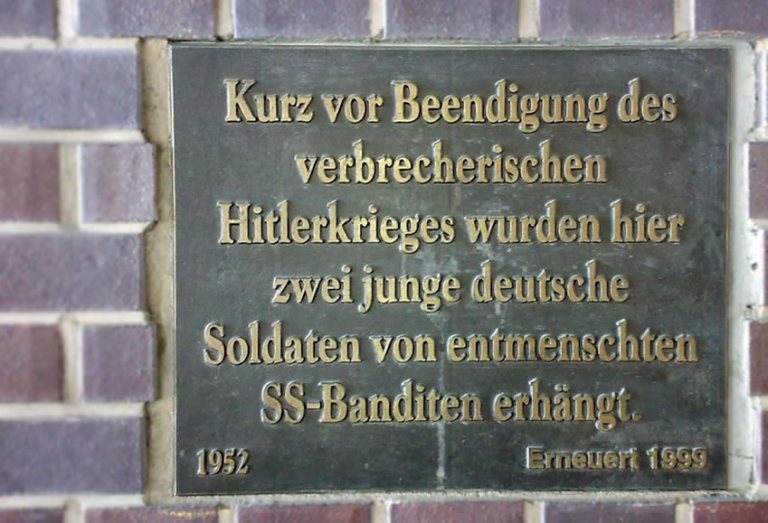 Kurz vor Beendigung des
verbrecherischen
Hitlerkrieges wurden hier
zwei junge deutsche
Soldaten von entmenschten
SS-Banditen erhängt.
1952 Erneuert 1999